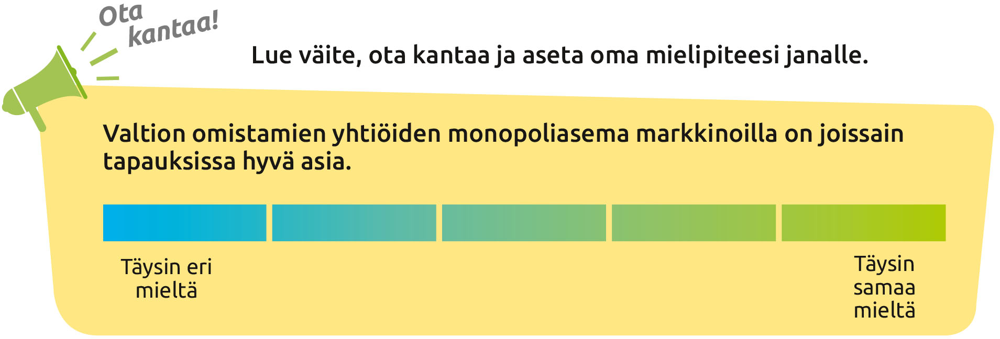 Ota
kantaa!
Lue väite, ota kantaa ja aseta oma mielipiteesi janalle.
Valtion omistamien yhtiöiden monopoliasema markkinoilla on joissain
tapauksissa hyvä asia.
Täysin eri
mieltä
Täysin
samaa
mieltä